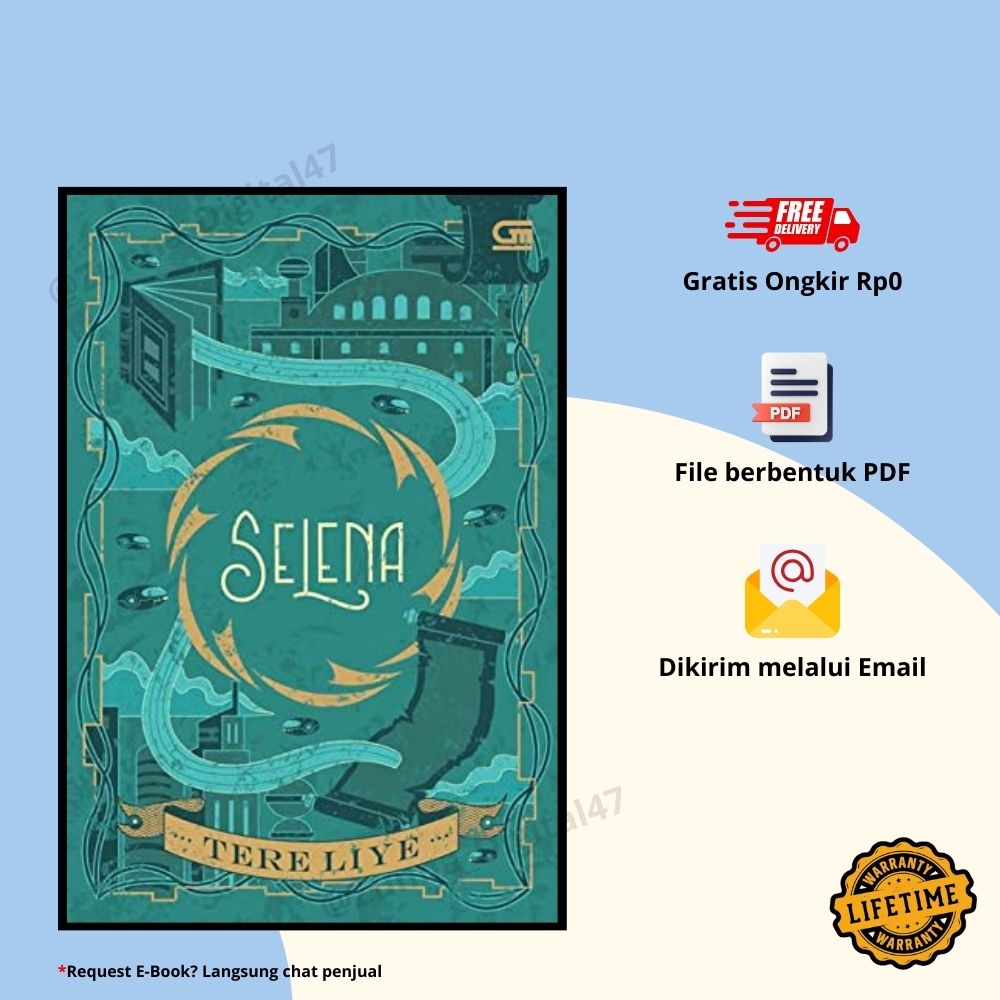 Gm
SELENA
TERE LIYE
FREE
DELIVERY
Gratis Ongkir Rp0
PDF
File berbentuk PDF
@
Dikirim melalui Email
WARRANTY
LIFETIME
WARRANTY
*Request E-Book? Langsung chat penjual